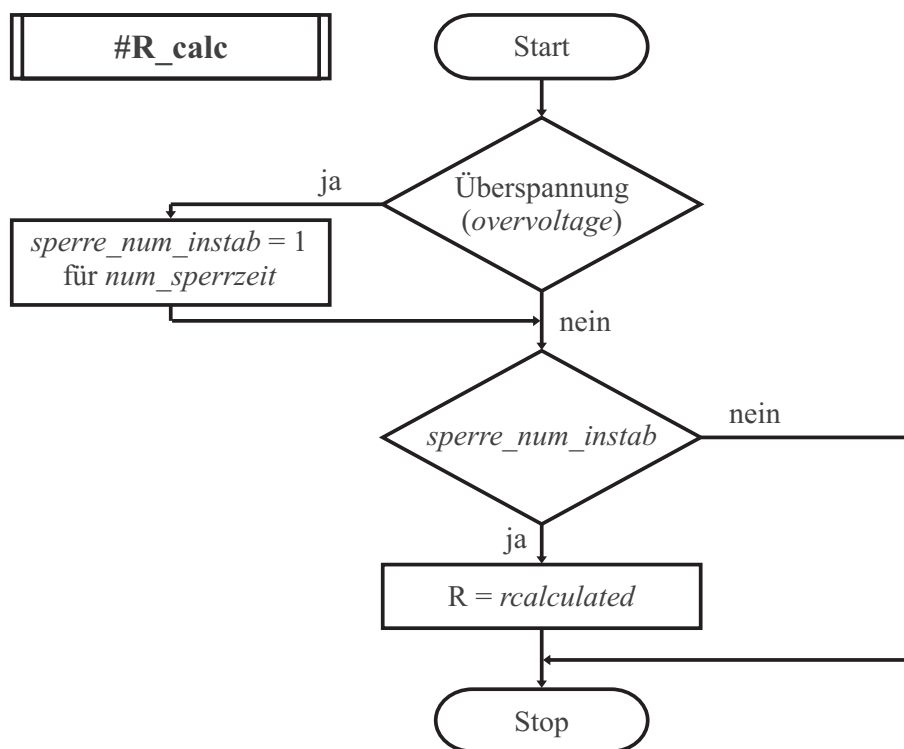 #R_calc
Start
ja
Überspannung
(overvoltage)
sperre_num_instab = 1
für num_sperrzeit
nein
sperre_num_instab
nein
ja
R = rcalculated
Stop